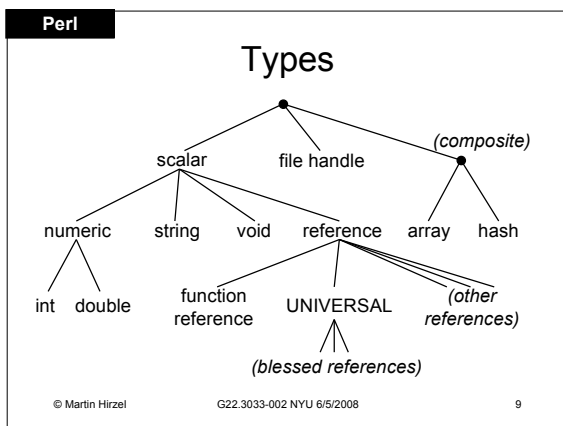 Perl
Types
(composite)
scalar file handle
numeric string void reference array hash
int double function reference UNIVERSAL (other references)
(blessed references)
© Martin Hirzel G22.3033-002 NYU 6/5/2008 9